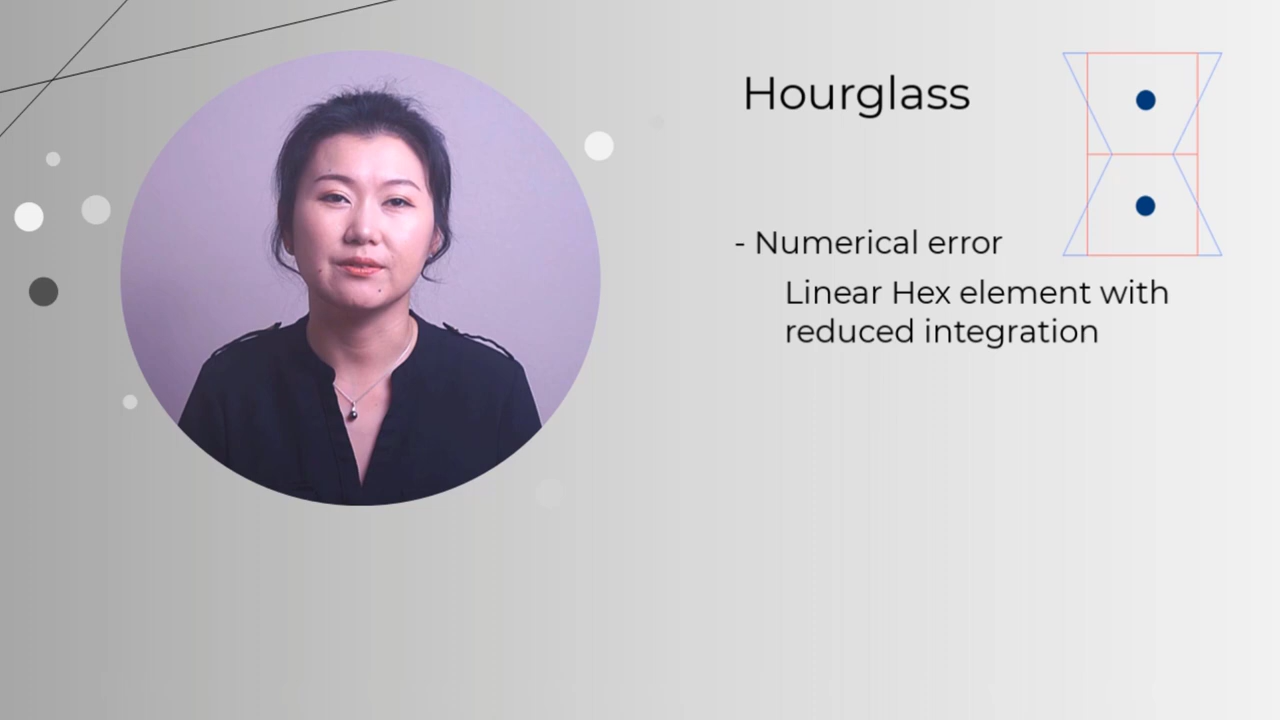 Hourglass
- Numerical error
Linear Hex element with
reduced integration